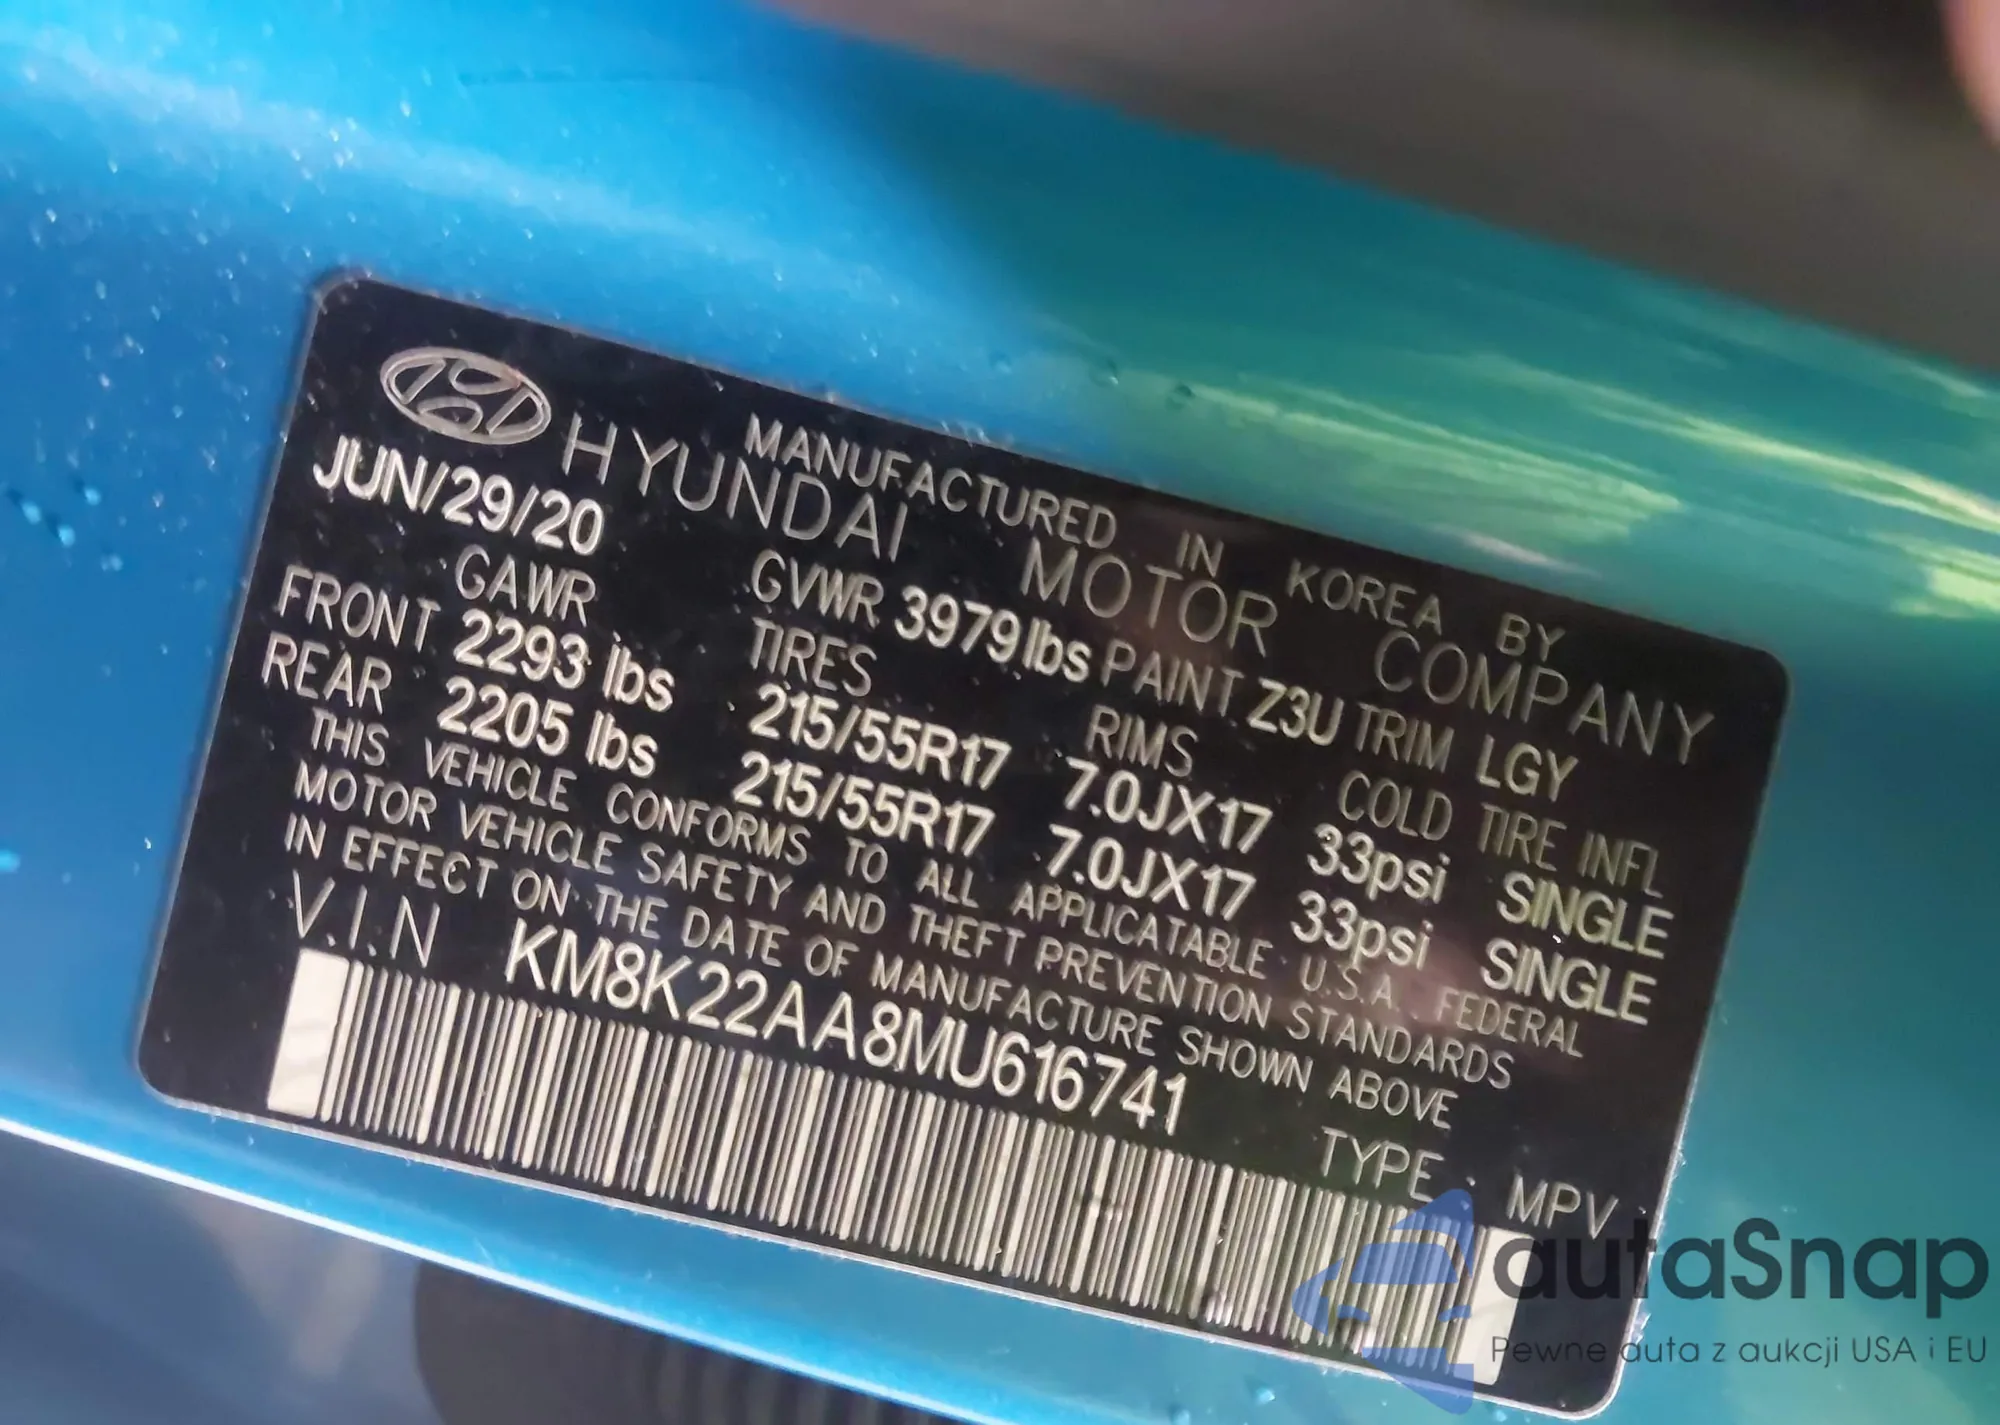 MANUFACTURED IN KOREA BY
HYUNDAI MOTOR COMPANY
JUN/29/20 GVWR 3979lbs PAINT Z3U TRIM LGY
GAWR TIRES RIMS COLD TIRE INFL
FRONT 2293 lbs 215/55R17 7.0JX17 33psi SINGLE
REAR 2205 lbs 215/55R17 7.0JX17 33psi SINGLE
THIS VEHICLE CONFORMS TO ALL APPLICATABLE U.S.A. FEDERAL
MOTOR VEHICLE SAFETY AND THEFT PREVENTION STANDARDS
IN EFFECT ON THE DATE OF MANUFACTURE SHOWN ABOVE
V.I.N KM8K22AA8MU616741 TYPE : MPV
autaSnap
Pewne auta z aukcji USA i EU